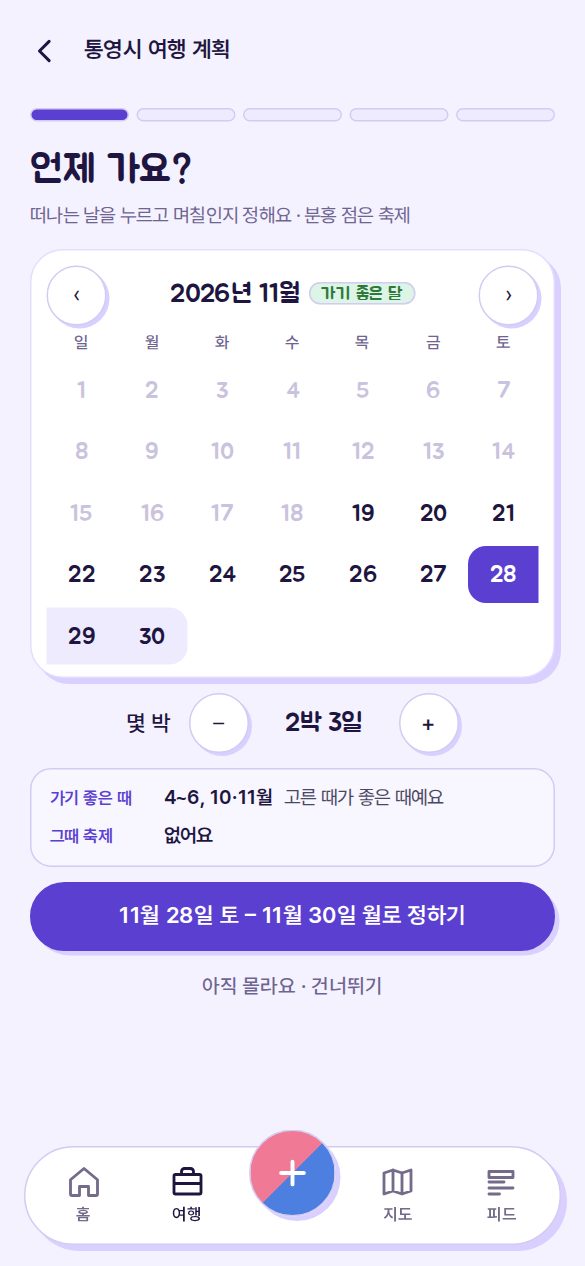 통영시 여행 계획
언제 가요?
떠나는 날을 누르고 며칠인지 정해요 · 분홍 점은 축제
‹ 2026년 11월 가기 좋은 달 ›
일 월 화 수 목 금 토
1 2 3 4 5 6 7
8 9 10 11 12 13 14
15 16 17 18 19 20 21
22 23 24 25 26 27 28
29 30
몇 박 − 2박 3일 +
가기 좋은 때 4~6, 10·11월 고른 때가 좋은 때예요
그때 축제 없어요
11월 28일 토 – 11월 30일 월로 정하기
아직 몰라요 · 건너뛰기
홈 여행 + 지도 피드